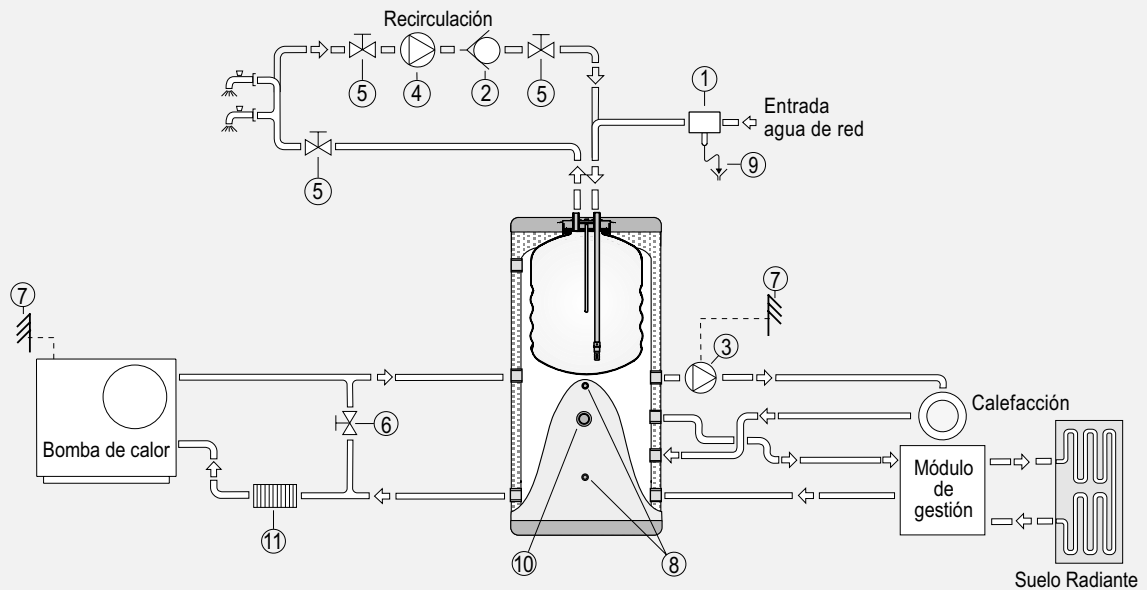 Recirculación
5
4
2
5
1
Entrada
agua de red
9
5
7
7
3
Bomba de calor
6
Calefacción
10
Módulo
de
gestión
11
10
8
Suelo Radiante